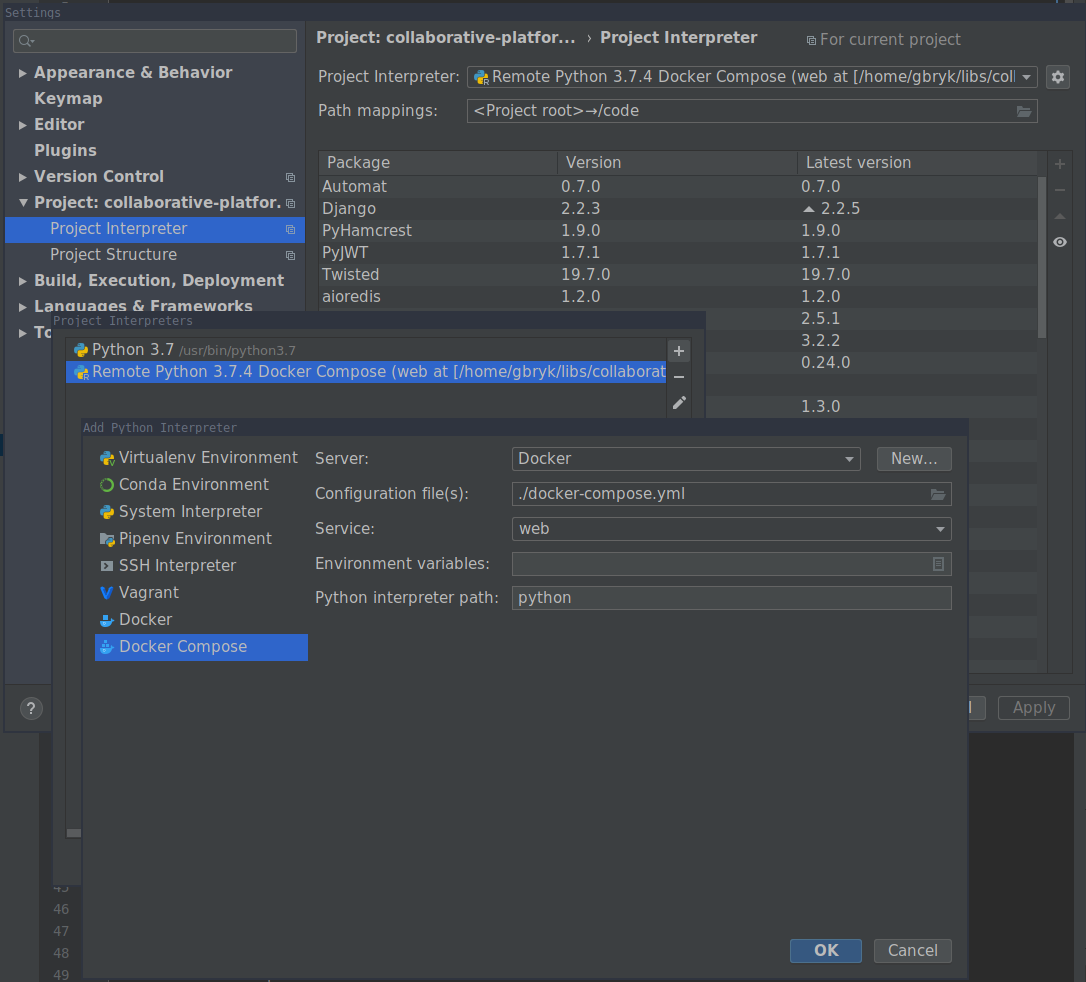 Settings
Project: collaborative-platfor... › Project Interpreter For current project
Appearance & Behavior
Keymap
Editor
Plugins
Version Control
Project: collaborative-platfor.
Project Interpreter
Project Structure
Build, Execution, Deployment
Languages & Frameworks
To
Project Interpreter: Remote Python 3.7.4 Docker Compose (web at [/home/gbryk/libs/coll
Path mappings: <Project root>→/code
Package Version Latest version
Automat 0.7.0 0.7.0
Django 2.2.3 2.2.5
PyHamcrest 1.9.0 1.9.0
PyJWT 1.7.1 1.7.1
Twisted 19.7.0 19.7.0
aioredis 1.2.0 1.2.0
2.5.1
3.2.2
0.24.0
1.3.0
Project Interpreters
Python 3.7 /usr/bin/python3.7
Remote Python 3.7.4 Docker Compose (web at [/home/gbryk/libs/collaborat
Add Python Interpreter
Virtualenv Environment
Conda Environment
System Interpreter
Pipenv Environment
SSH Interpreter
Vagrant
Docker
Docker Compose
Server: Docker New...
Configuration file(s): ./docker-compose.yml
Service: web
Environment variables:
Python interpreter path: python
OK Cancel
? Apply
45
46
47
48
49